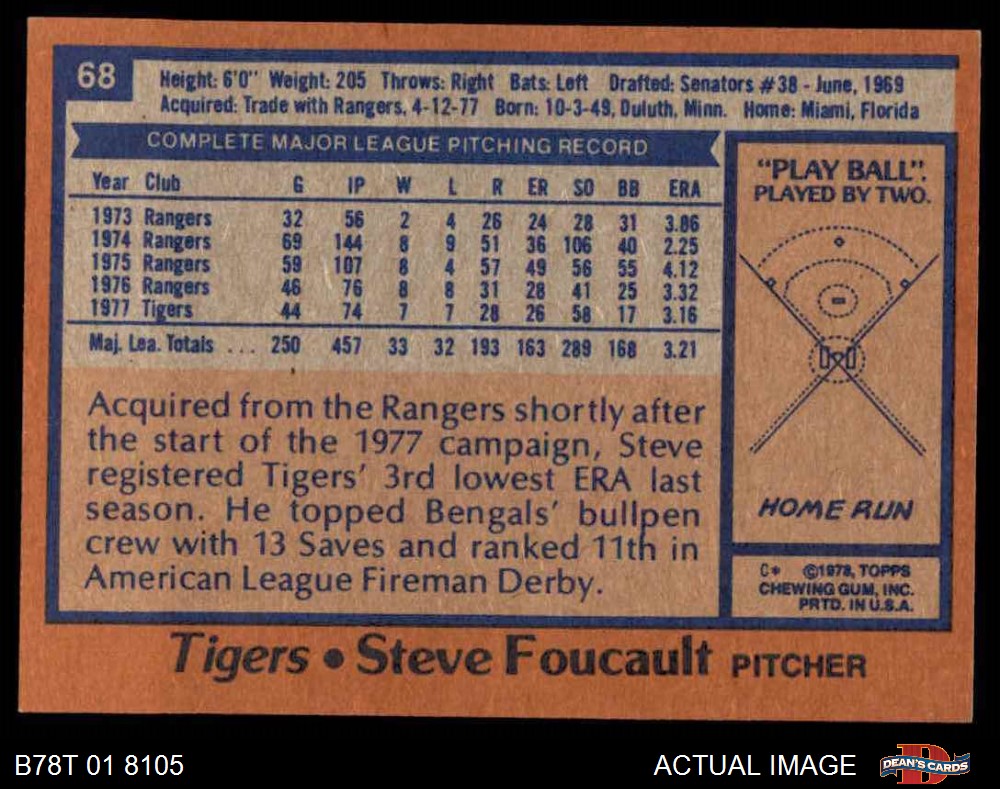 68
Height: 6'0" Weight: 205 Throws: Right Bats: Left Drafted: Senators #38 - June, 1969
Acquired: Trade with Rangers, 4-12-77 Born: 10-3-49, Duluth, Minn. Home: Miami, Florida
COMPLETE MAJOR LEAGUE PITCHING RECORD
Year Club G IP W L R ER SO BB ERA
1973 Rangers 32 56 2 4 26 24 28 31 3.86
1974 Rangers 69 144 8 9 51 36 106 40 2.25
1975 Rangers 59 107 8 4 57 49 56 55 4.12
1976 Rangers 46 76 8 8 31 28 41 25 3.32
1977 Tigers 44 74 7 7 28 26 58 17 3.16
Maj. Lea. Totals ... 250 457 33 32 193 163 289 168 3.21
Acquired from the Rangers shortly after
the start of the 1977 campaign, Steve
registered Tigers' 3rd lowest ERA last
season. He topped Bengals' bullpen
crew with 13 Saves and ranked 11th in
American League Fireman Derby.
"PLAY BALL":
PLAYED BY TWO.
HOME RUN
C* ©1978, TOPPS
CHEWING GUM, INC.
PRTD. IN U.S.A.
Tigers • Steve Foucault PITCHER
B78T 01 8105
ACTUAL IMAGE
D
DEAN'S CARDS